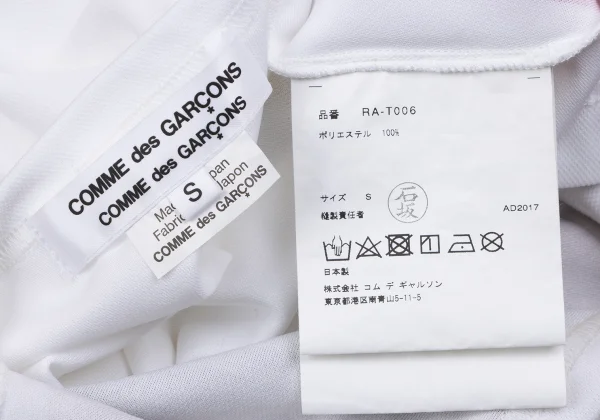 COMME des GARÇONS
COMME des GARÇONS
S
Made pan
Fabric Japan
COMME des GARÇONS
品番 RA-T006
ポリエステル 100%
サイズ S
縫製責任者 石坂
AD2017
日本製
株式会社 コム デ ギャルソン
東京都港区南青山5-11-5